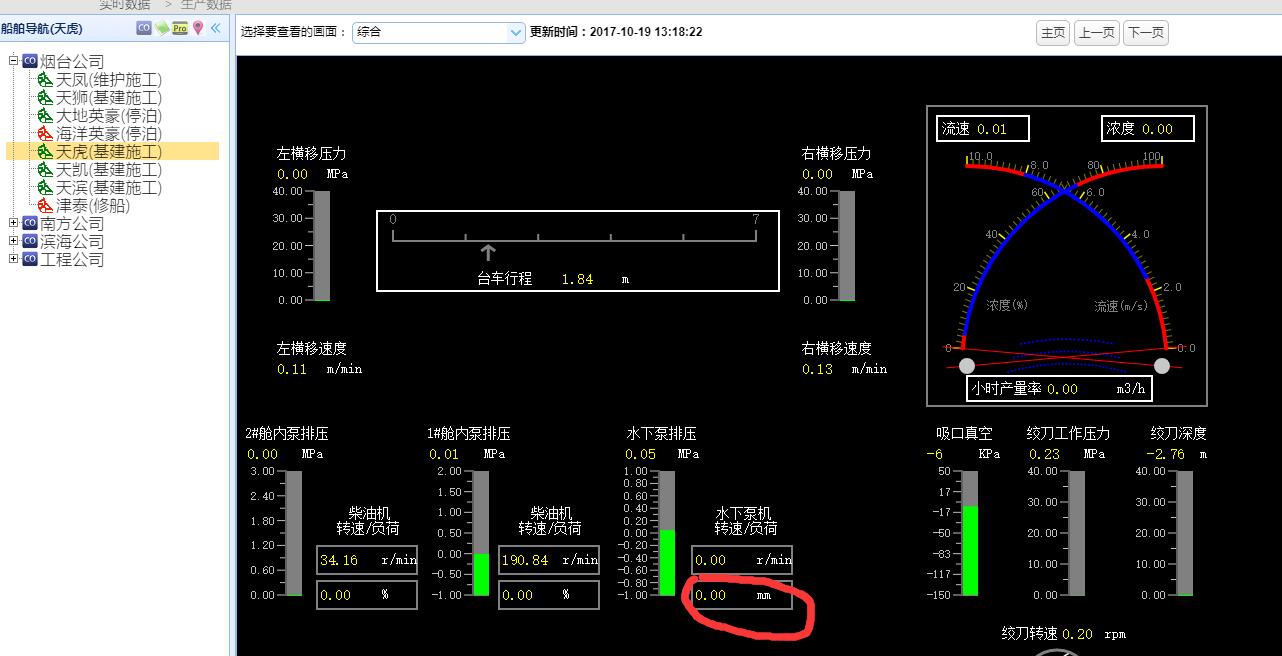 实时数据 > 生产数据
船舶导航(天虎) CO Pro
选择要查看的画面： 综合 更新时间：2017-10-19 13:18:22 主页 上一页 下一页
CO 烟台公司
天凤(维护施工)
天狮(基建施工)
大地英豪(停泊)
海洋英豪(停泊)
天虎(基建施工)
天凯(基建施工)
天滨(基建施工)
津泰(修船)
CO 南方公司
CO 滨海公司
CO 工程公司
左横移压力
0.00 MPa
40.00
30.00
20.00
10.00
0.00
0 7
台车行程 1.84 m
右横移压力
0.00 MPa
40.00
30.00
20.00
10.00
0.00
左横移速度
0.11 m/min
右横移速度
0.13 m/min
流速 0.01 浓度 0.00
10.0 8.0 80 100
60 6.0
40 4.0
20 2.0
浓度(%) 流速(m/s)
0 0.0
小时产量率 0.00 m3/h
2#舱内泵排压
0.00 MPa
3.00
2.40
1.80
1.20
0.60
0.00
柴油机
转速/负荷
34.16 r/min
0.00 %
1#舱内泵排压
0.01 MPa
2.00
1.50
1.00
0.50
0.00
-0.50
-1.00
柴油机
转速/负荷
190.84 r/min
0.00 %
水下泵排压
0.05 MPa
1.00
0.80
0.60
0.40
0.20
0.00
-0.20
-0.40
-0.60
-0.80
-1.00
水下泵机
转速/负荷
0.00 r/min
0.00 mm
吸口真空
-6 KPa
50
17
-17
-50
-83
-117
-150
绞刀工作压力
0.23 MPa
40.00
30.00
20.00
10.00
0.00
绞刀深度
-2.76 m
40.00
30.00
20.00
10.00
0.00
绞刀转速 0.20 rpm